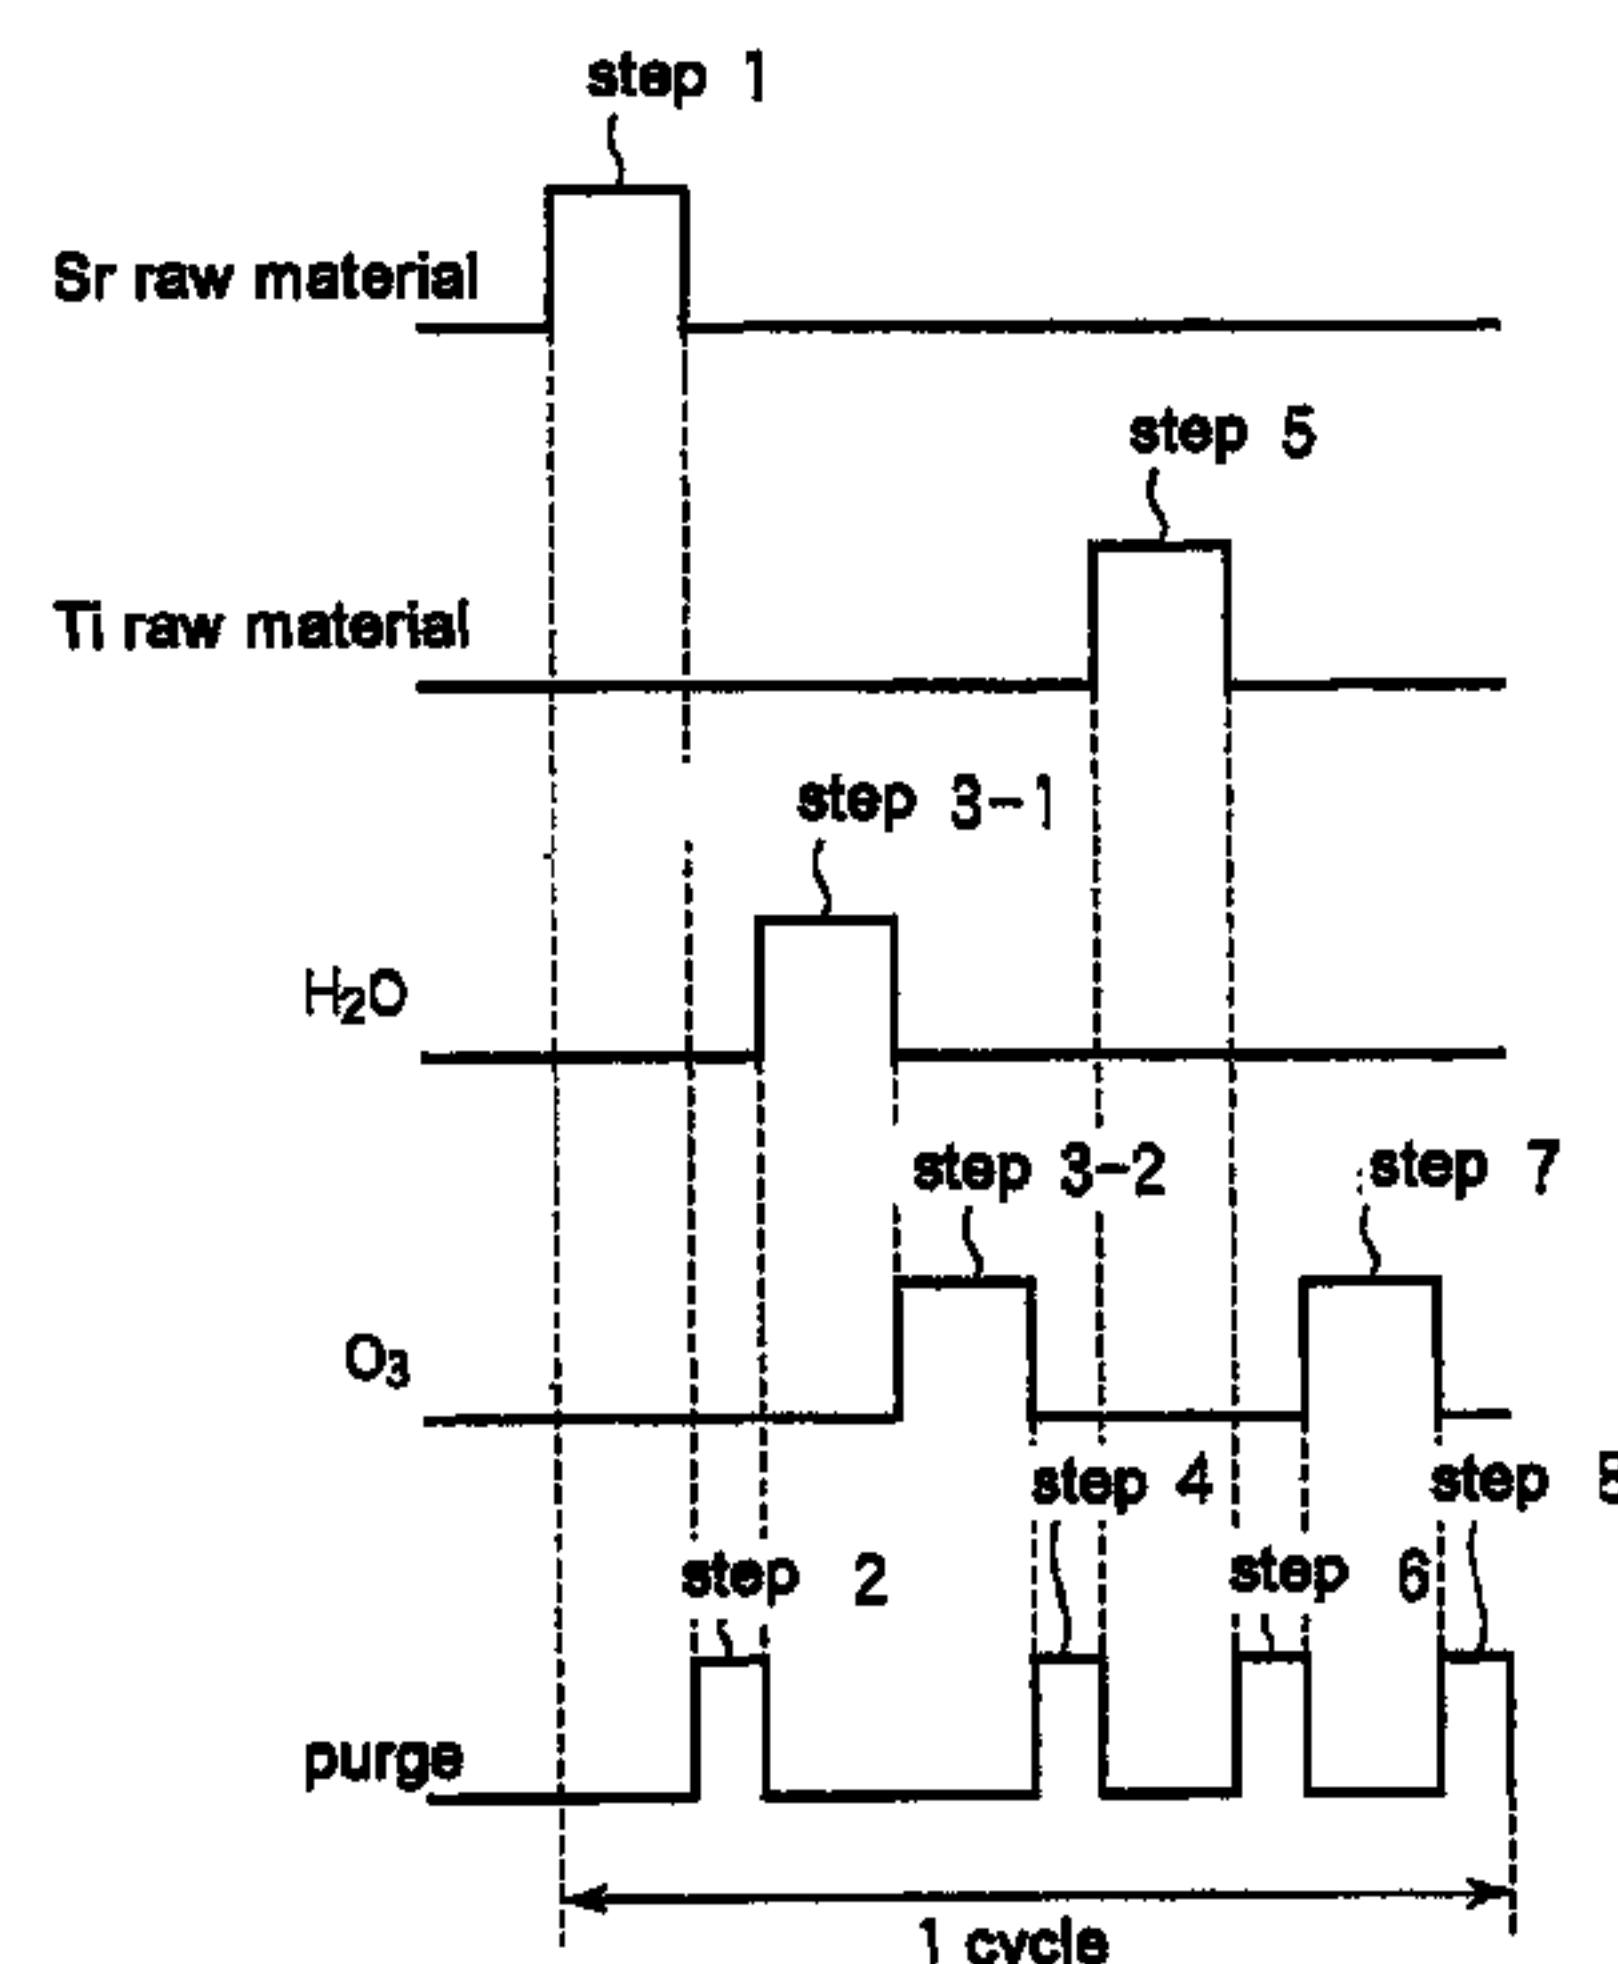 step 1
Sr raw material
step 5
Ti raw material
step 3-1
H₂O
step 3-2
step 7
O₃
step 4
step
step 2
step 6
purge
1 cycle